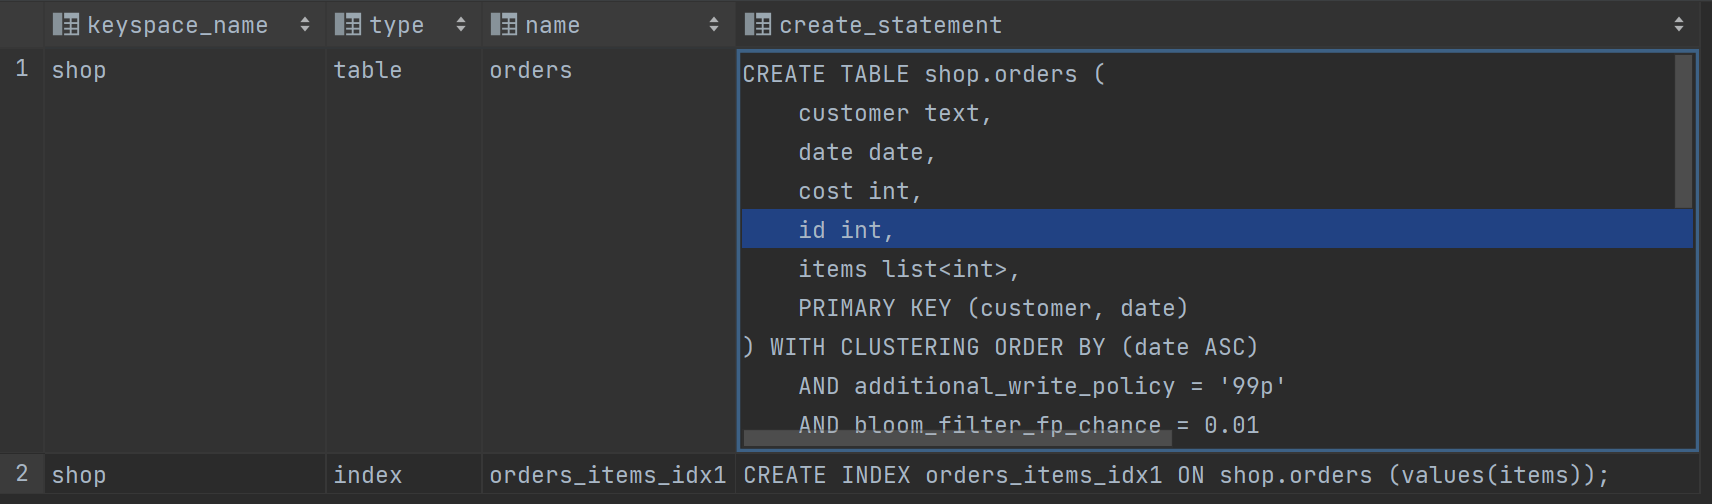 keyspace_name type name create_statement
1 shop table orders CREATE TABLE shop.orders (
customer text,
date date,
cost int,
id int,
items list<int>,
PRIMARY KEY (customer, date)
) WITH CLUSTERING ORDER BY (date ASC)
AND additional_write_policy = '99p'
AND bloom_filter_fp_chance = 0.01
2 shop index orders_items_idx1 CREATE INDEX orders_items_idx1 ON shop.orders (values(items));